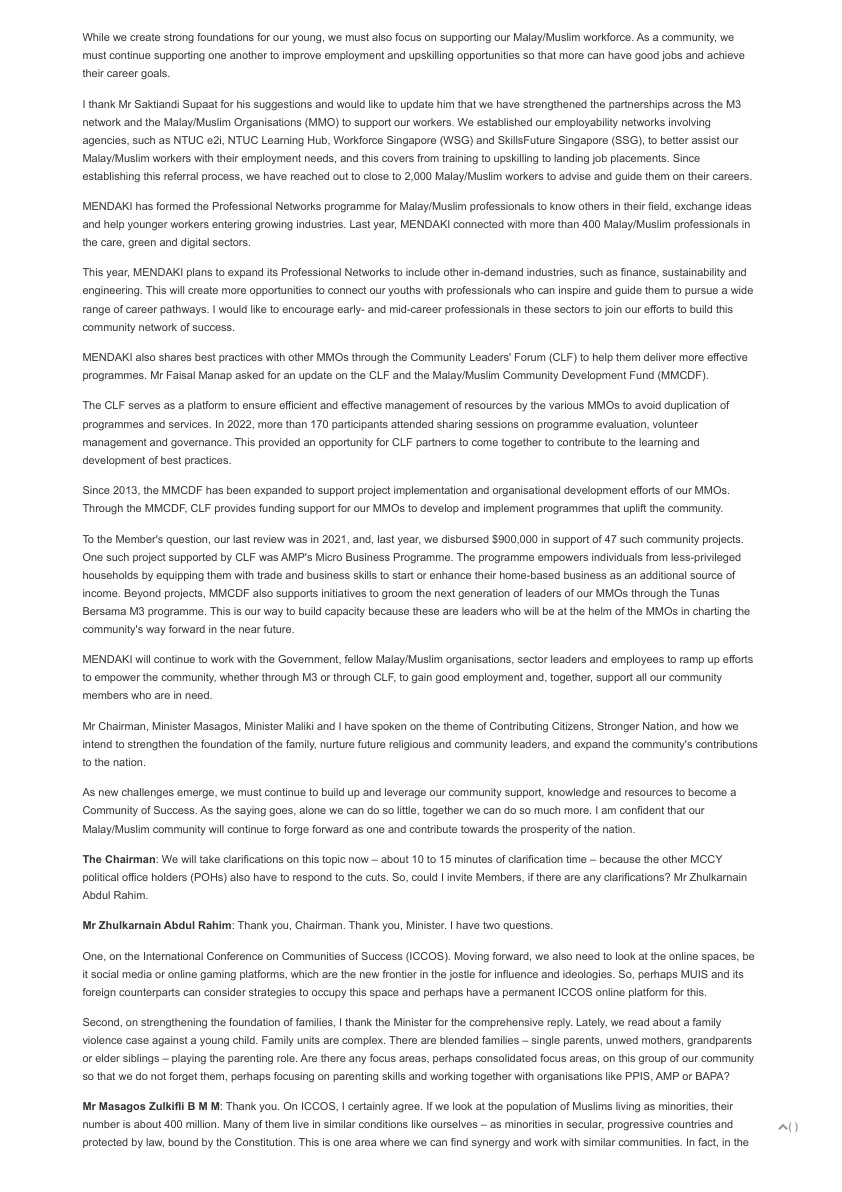 While we create strong foundations for our young, we must also focus on supporting our Malay/Muslim workforce. As a community, we
must continue supporting one another to improve employment and upskilling opportunities so that more can have good jobs and achieve
their career goals.
I thank Mr Saktiandi Supaat for his suggestions and would like to update him that we have strengthened the partnerships across the M3
network and the Malay/Muslim Organisations (MMO) to support our workers. We established our employability networks involving
agencies, such as NTUC e2i, NTUC Learning Hub, Workforce Singapore (WSG) and SkillsFuture Singapore (SSG), to better assist our
Malay/Muslim workers with their employment needs, and this covers from training to upskilling to landing job placements. Since
establishing this referral process, we have reached out to close to 2,000 Malay/Muslim workers to advise and guide them on their careers.
MENDAKI has formed the Professional Networks programme for Malay/Muslim professionals to know others in their field, exchange ideas
and help younger workers entering growing industries. Last year, MENDAKI connected with more than 400 Malay/Muslim professionals in
the care, green and digital sectors.
This year, MENDAKI plans to expand its Professional Networks to include other in-demand industries, such as finance, sustainability and
engineering. This will create more opportunities to connect our youths with professionals who can inspire and guide them to pursue a wide
range of career pathways. I would like to encourage early- and mid-career professionals in these sectors to join our efforts to build this
community network of success.
MENDAKI also shares best practices with other MMOs through the Community Leaders' Forum (CLF) to help them deliver more effective
programmes. Mr Faisal Manap asked for an update on the CLF and the Malay/Muslim Community Development Fund (MMCDF).
The CLF serves as a platform to ensure efficient and effective management of resources by the various MMOs to avoid duplication of
programmes and services. In 2022, more than 170 participants attended sharing sessions on programme evaluation, volunteer
management and governance. This provided an opportunity for CLF partners to come together to contribute to the learning and
development of best practices.
Since 2013, the MMCDF has been expanded to support project implementation and organisational development efforts of our MMOs.
Through the MMCDF, CLF provides funding support for our MMOs to develop and implement programmes that uplift the community.
To the Member's question, our last review was in 2021, and, last year, we disbursed $900,000 in support of 47 such community projects.
One such project supported by CLF was AMP's Micro Business Programme. The programme empowers individuals from less-privileged
households by equipping them with trade and business skills to start or enhance their home-based business as an additional source of
income. Beyond projects, MMCDF also supports initiatives to groom the next generation of leaders of our MMOs through the Tunas
Bersama M3 programme. This is our way to build capacity because these are leaders who will be at the helm of the MMOs in charting the
community's way forward in the near future.
MENDAKI will continue to work with the Government, fellow Malay/Muslim organisations, sector leaders and employees to ramp up efforts
to empower the community, whether through M3 or through CLF, to gain good employment and, together, support all our community
members who are in need.
Mr Chairman, Minister Masagos, Minister Maliki and I have spoken on the theme of Contributing Citizens, Stronger Nation, and how we
intend to strengthen the foundation of the family, nurture future religious and community leaders, and expand the community's contributions
to the nation.
As new challenges emerge, we must continue to build up and leverage our community support, knowledge and resources to become a
Community of Success. As the saying goes, alone we can do so little, together we can do so much more. I am confident that our
Malay/Muslim community will continue to forge forward as one and contribute towards the prosperity of the nation.
The Chairman: We will take clarifications on this topic now – about 10 to 15 minutes of clarification time – because the other MCCY
political office holders (POHs) also have to respond to the cuts. So, could I invite Members, if there are any clarifications? Mr Zhulkarnain
Abdul Rahim.
Mr Zhulkarnain Abdul Rahim: Thank you, Chairman. Thank you, Minister. I have two questions.
One, on the International Conference on Communities of Success (ICCOS). Moving forward, we also need to look at the online spaces, be
it social media or online gaming platforms, which are the new frontier in the jostle for influence and ideologies. So, perhaps MUIS and its
foreign counterparts can consider strategies to occupy this space and perhaps have a permanent ICCOS online platform for this.
Second, on strengthening the foundation of families, I thank the Minister for the comprehensive reply. Lately, we read about a family
violence case against a young child. Family units are complex. There are blended families – single parents, unwed mothers, grandparents
or elder siblings – playing the parenting role. Are there any focus areas, perhaps consolidated focus areas, on this group of our community
so that we do not forget them, perhaps focusing on parenting skills and working together with organisations like PPIS, AMP or BAPA?
Mr Masagos Zulkifli B M M: Thank you. On ICCOS, I certainly agree. If we look at the population of Muslims living as minorities, their
number is about 400 million. Many of them live in similar conditions like ourselves – as minorities in secular, progressive countries and
protected by law, bound by the Constitution. This is one area where we can find synergy and work with similar communities. In fact, in the
( )